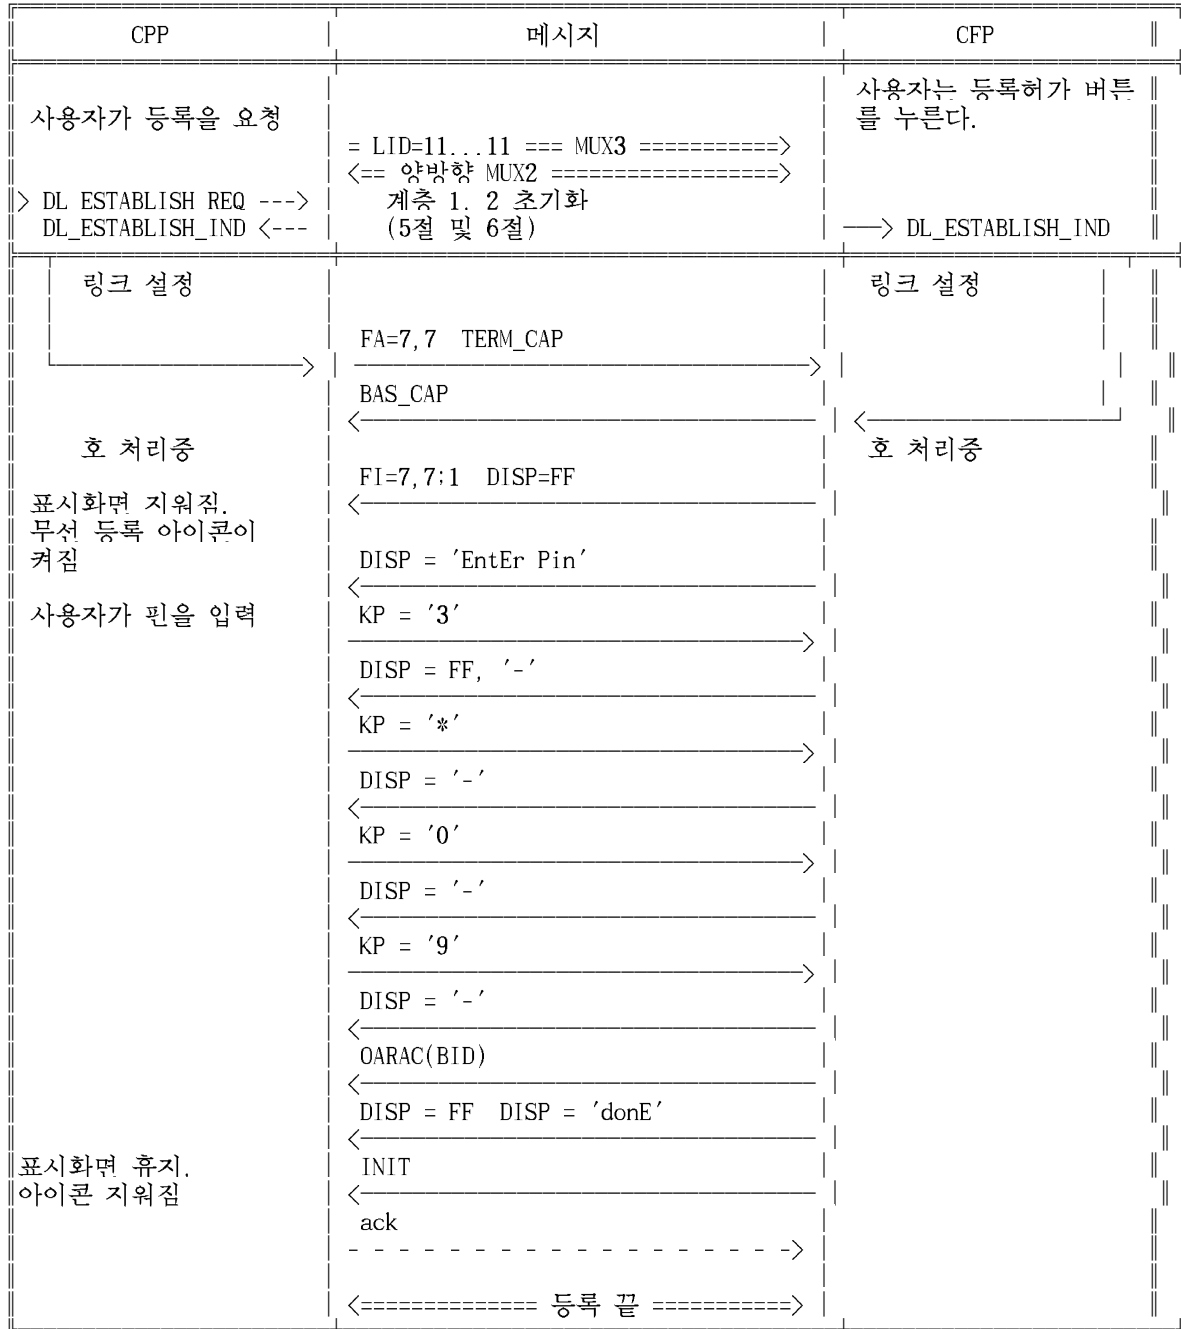 CPP 메시지 CFP
사용자는 등록허가 버튼
사용자가 등록을 요청 를 누른다.
= LID=11...11 === MUX3 ===========>
<== 양방향 MUX2 ==================>
> DL ESTABLISH REQ ---> 계층 1. 2 초기화
DL_ESTABLISH_IND <--- (5절 및 6절) ──> DL_ESTABLISH_IND
링크 설정 링크 설정
FA=7,7 TERM_CAP
BAS_CAP
호 처리중 호 처리중
FI=7,7:1 DISP=FF
표시화면 지워짐.
무선 등록 아이콘이
켜짐 DISP = 'EntEr Pin'
사용자가 핀을 입력 KP = '3'
DISP = FF, '-'
KP = '*'
DISP = '-'
KP = '0'
DISP = '-'
KP = '9'
DISP = '-'
OARAC(BID)
DISP = FF DISP = 'donE'
표시화면 휴지. INIT
아이콘 지워짐
ack
- - - - - - - - - - - - - - - - - ->
<============== 등록 끝 ===========>